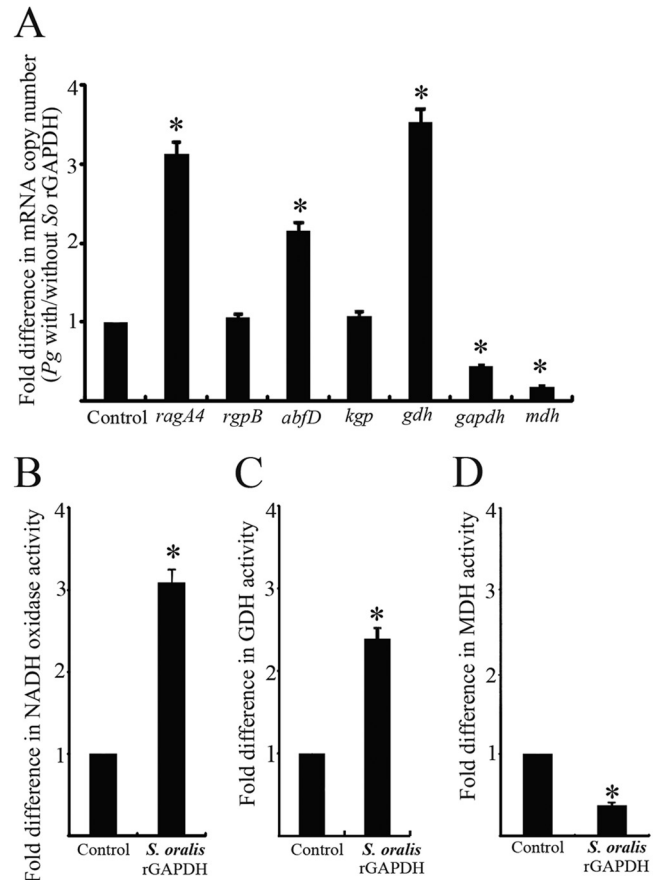 A
Fold difference in mRNA copy number
(Pg with/without So rGAPDH)
4
3
2
1
*
*
*
*
*
Control ragA4 rgpB abfD kgp gdh gapdh mdh
B
Fold difference in NADH oxidase activity
4
3
2
1
*
Control S. oralis
rGAPDH
C
Fold difference in GDH activity
4
3
2
1
*
Control S. oralis
rGAPDH
D
Fold difference in MDH activity
4
3
2
1
*
Control S. oralis
rGAPDH